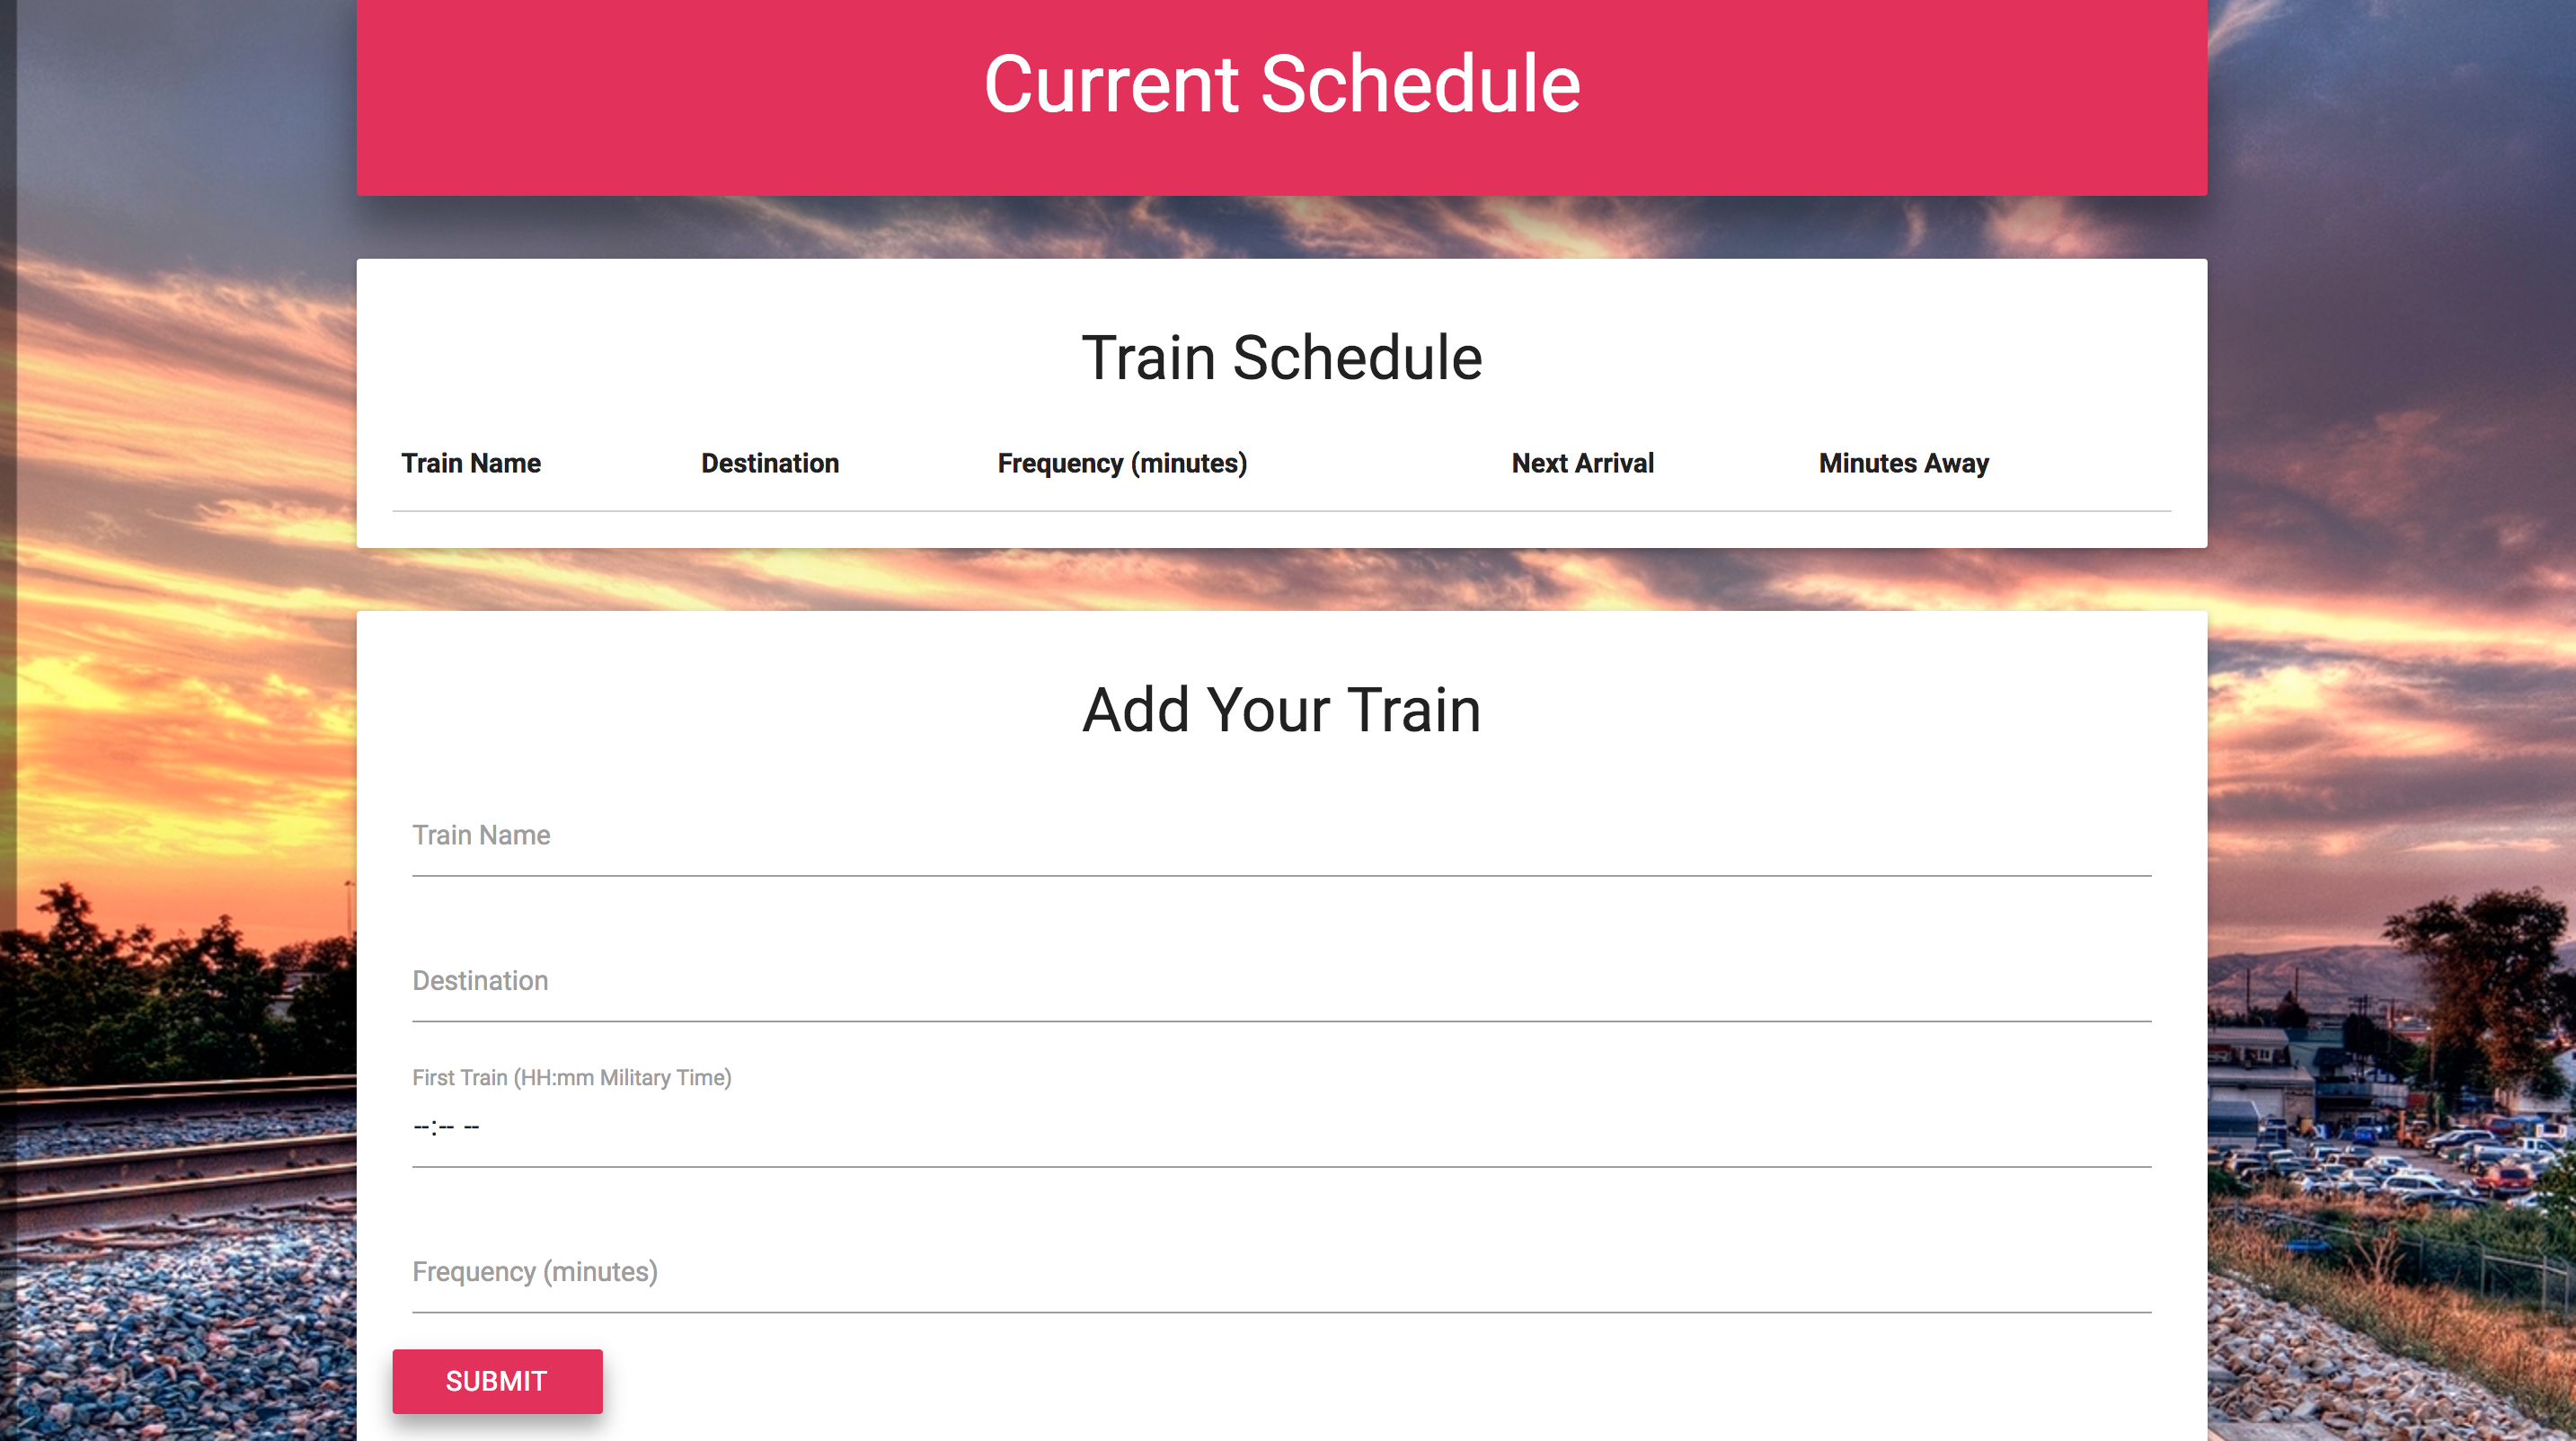 Current Schedule
Train Schedule
Train Name Destination Frequency (minutes) Next Arrival Minutes Away
Add Your Train
Train Name
Destination
First Train (HH:mm Military Time)
--:-- --
Frequency (minutes)
SUBMIT